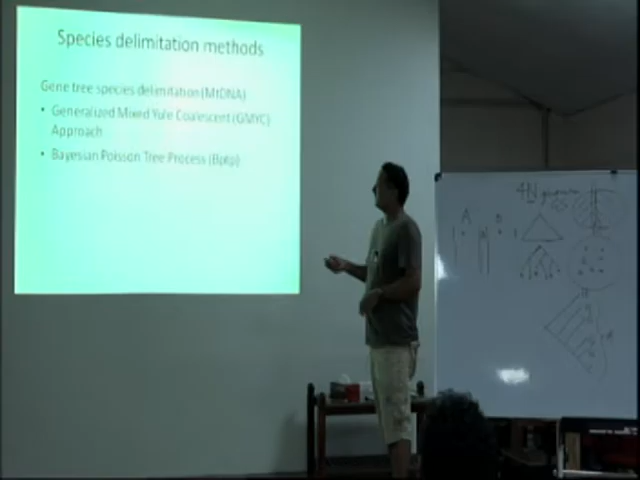 Species delimitation methods
Gene tree species delimitation (MtDNA)
• Generalized Mixed Yule Coalescent (GMYC)
Approach
• Bayesian Poisson Tree Process (Bptp)
4N
A
B